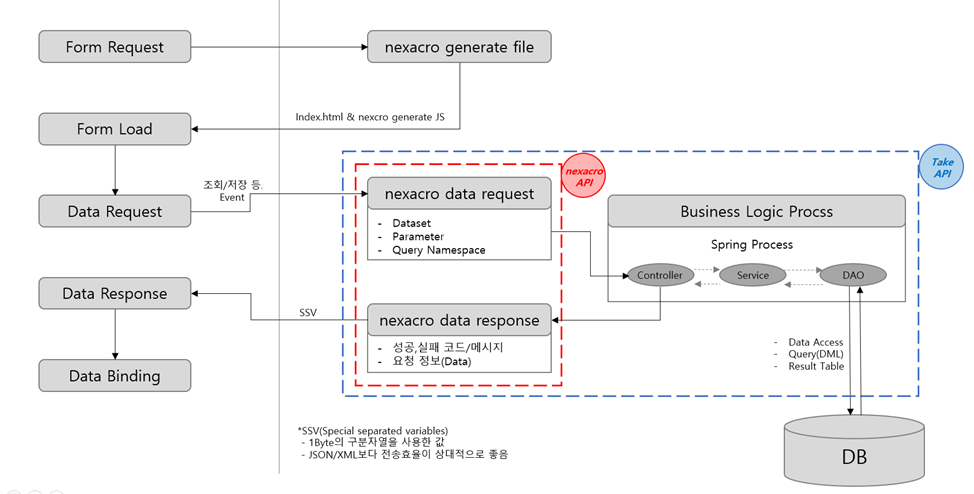 Form Request
nexacro generate file
Index.html & nexcro generate JS
Form Load
Take
API
nexacro
API
조회/저장 등.
Event
Data Request
nexacro data request
- Dataset
- Parameter
- Query Namespace
Business Logic Procss
Spring Process
Controller
Service
DAO
Data Response
SSV
nexacro data response
- 성공,실패 코드/메시지
- 요청 정보(Data)
- Data Access
- Query(DML)
- Result Table
Data Binding
*SSV(Special separated variables)
- 1Byte의 구분자열을 사용한 값
- JSON/XML보다 전송효율이 상대적으로 좋음
DB